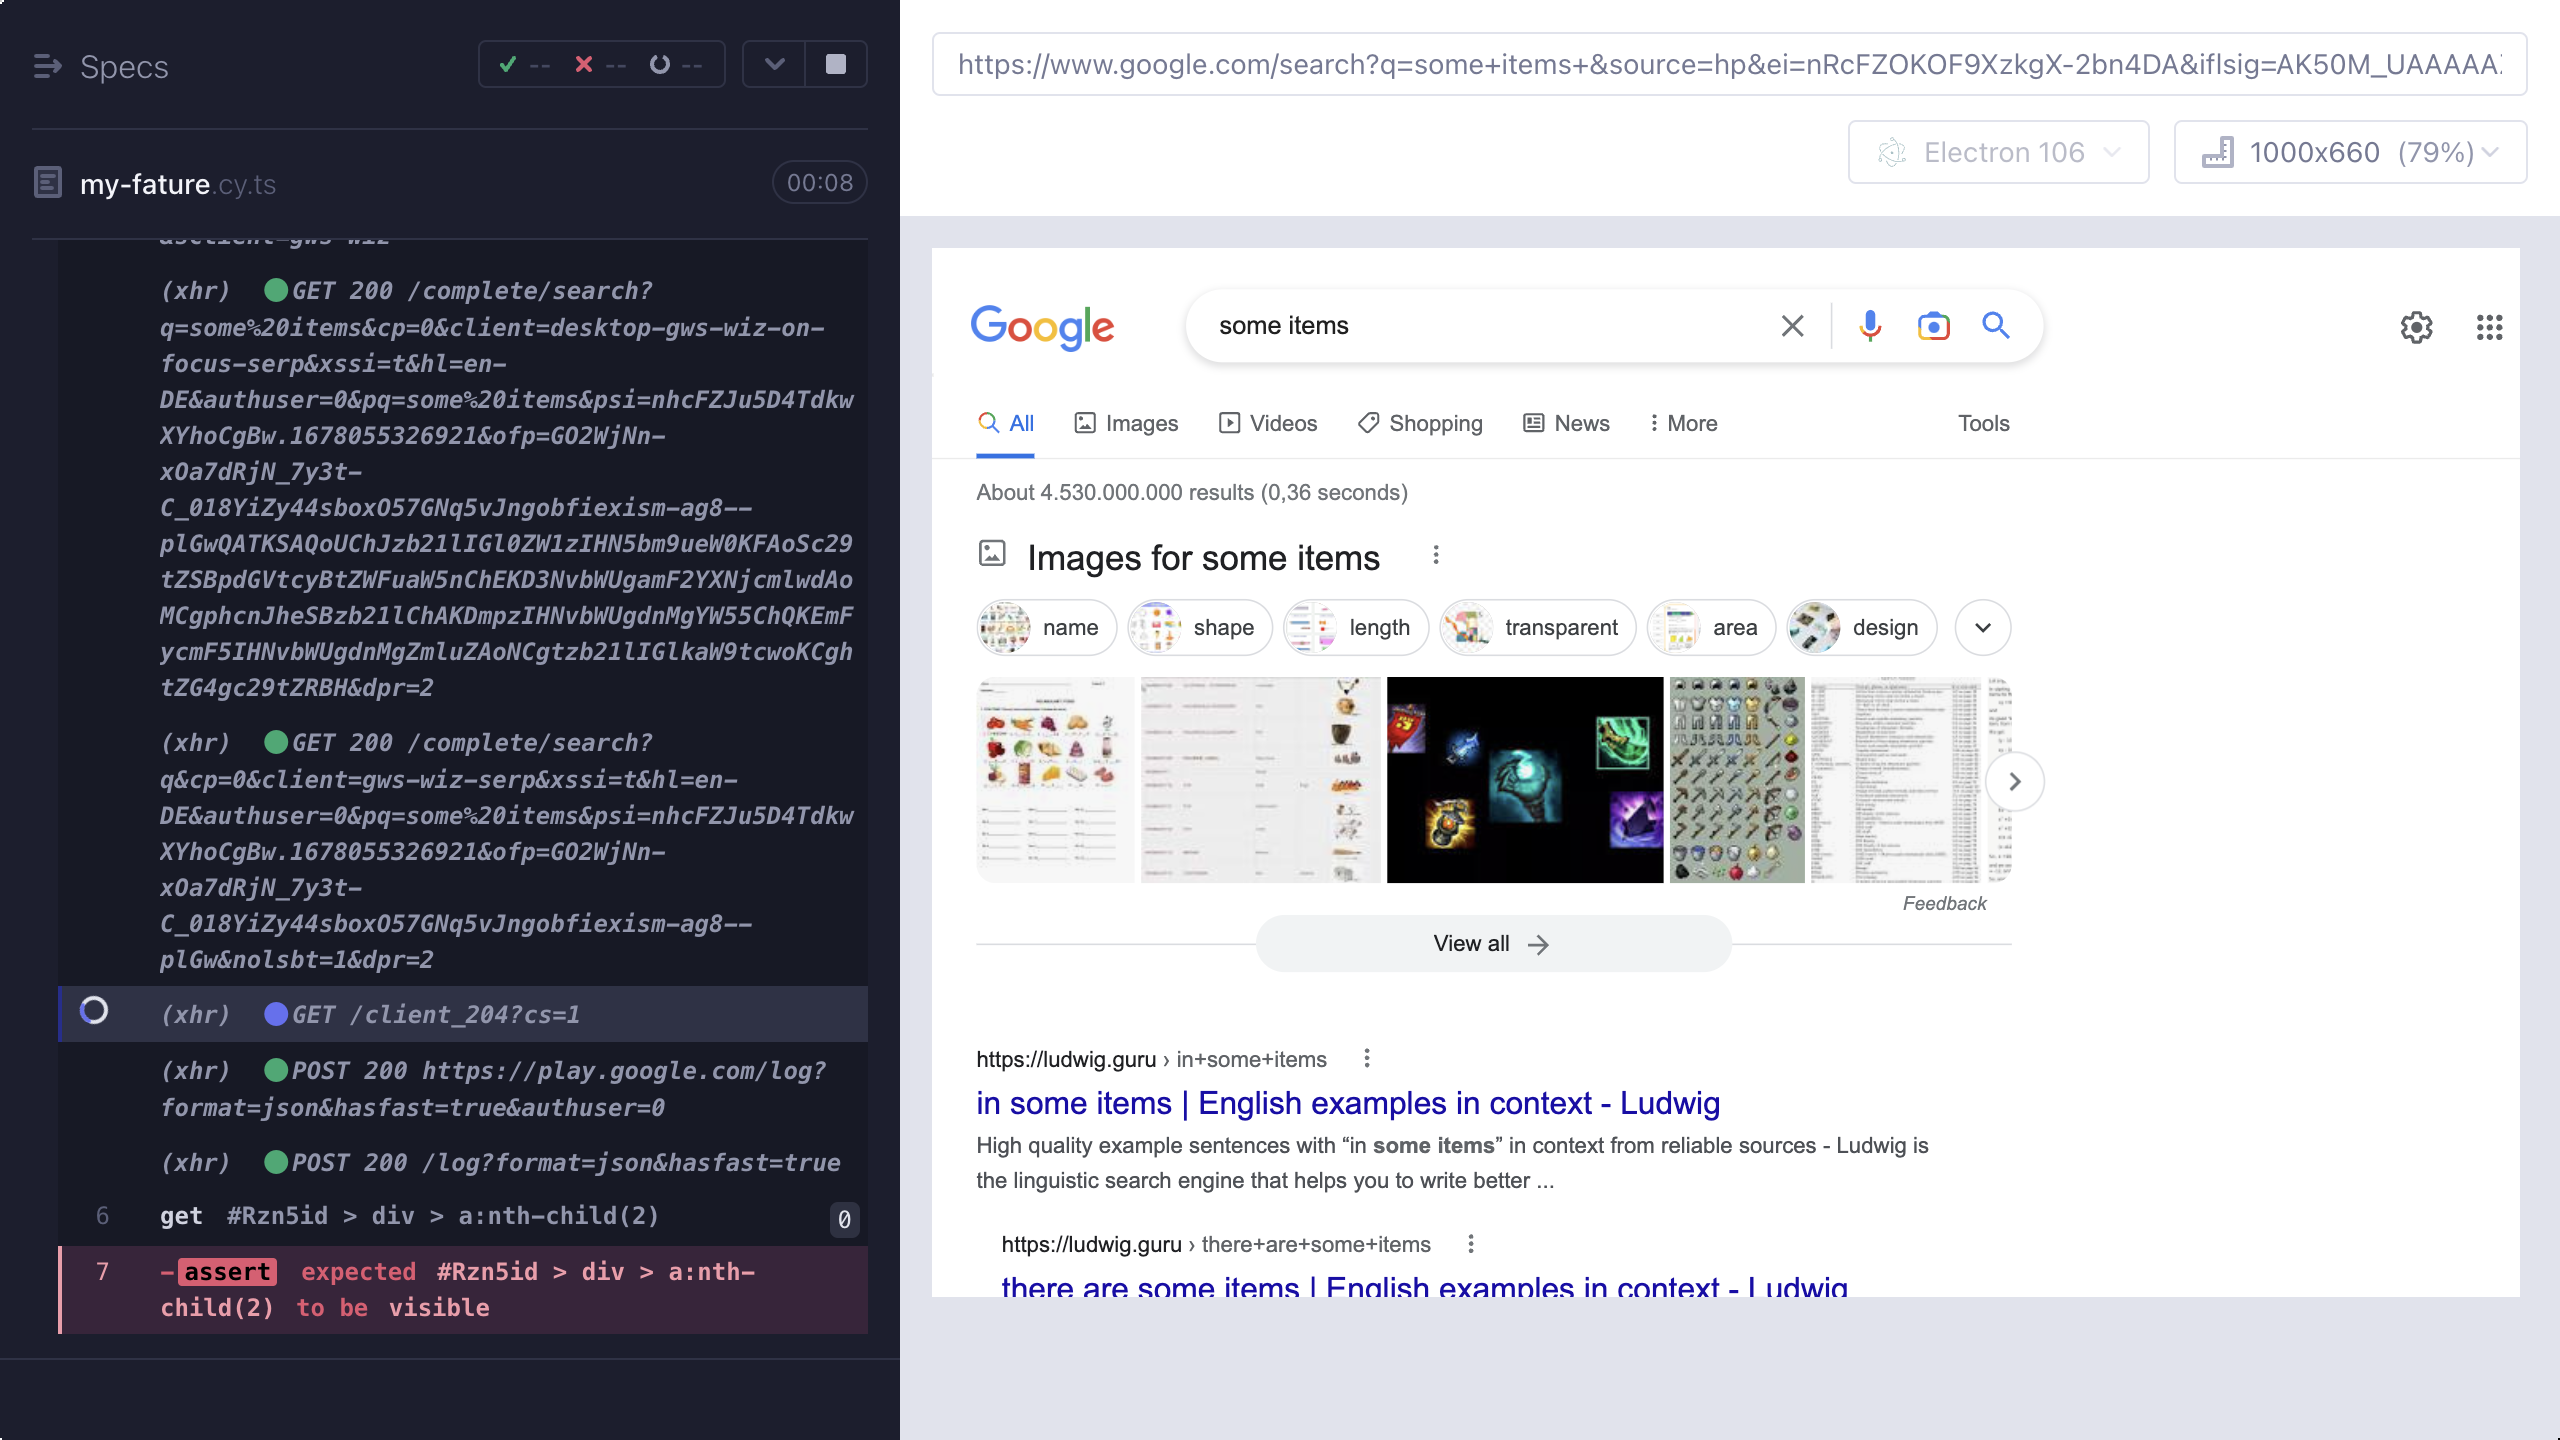 Specs
-- -- --
my-fature.cy.ts
00:08
(xhr) GET 200 /complete/search?
q=some%20items&cp=0&client=desktop-gws-wiz-on-
focus-serp&xssi=t&hl=en-
DE&authuser=0&pq=some%20items&psi=nhcFZJu5D4Tdkw
XYhoCgBw.1678055326921&ofp=GO2WjNn-
xOa7dRjN_7y3t-
C_018YiZy44sboxO57GNq5vJngobfiexism-ag8--
plGwQATKSAQoUChJzb21lIGl0ZW1zIHN5bm9ueW0KFAoSc29
tZSBpdGVtcyBtZWFuaW5nChEKD3NvbWUgamF2YXNjcmlwdAo
MCgphcnJheSBzb21lChAKDmpzIHNvbWUgdnMgYW55ChQKEmF
ycmF5IHNvbWUgdnMgZmluZAoNCgtzb21lIGlkaW9tcwoKCgh
tZG4gc29tZRBH&dpr=2
(xhr) GET 200 /complete/search?
q&cp=0&client=gws-wiz-serp&xssi=t&hl=en-
DE&authuser=0&pq=some%20items&psi=nhcFZJu5D4Tdkw
XYhoCgBw.1678055326921&ofp=GO2WjNn-
xOa7dRjN_7y3t-
C_018YiZy44sboxO57GNq5vJngobfiexism-ag8--
plGw&nolsbt=1&dpr=2
(xhr) GET /client_204?cs=1
(xhr) POST 200 https://play.google.com/log?
format=json&hasfast=true&authuser=0
(xhr) POST 200 /log?format=json&hasfast=true
6 get #Rzn5id > div > a:nth-child(2) 0
7 -assert expected #Rzn5id > div > a:nth-
child(2) to be visible
https://www.google.com/search?q=some+items+&source=hp&ei=nRcFZOKOF9XzkgX-2bn4DA&iflsig=AK50M_UAAAAA
Electron 106
1000x660 (79%)
Google
some items
All Images Videos Shopping News More Tools
About 4.530.000.000 results (0,36 seconds)
Images for some items
name shape length transparent area design
Feedback
View all
https://ludwig.guru › in+some+items
in some items | English examples in context - Ludwig
High quality example sentences with “in some items” in context from reliable sources - Ludwig is
the linguistic search engine that helps you to write better ...
https://ludwig.guru › there+are+some+items
there are some items | English examples in context - Ludwig